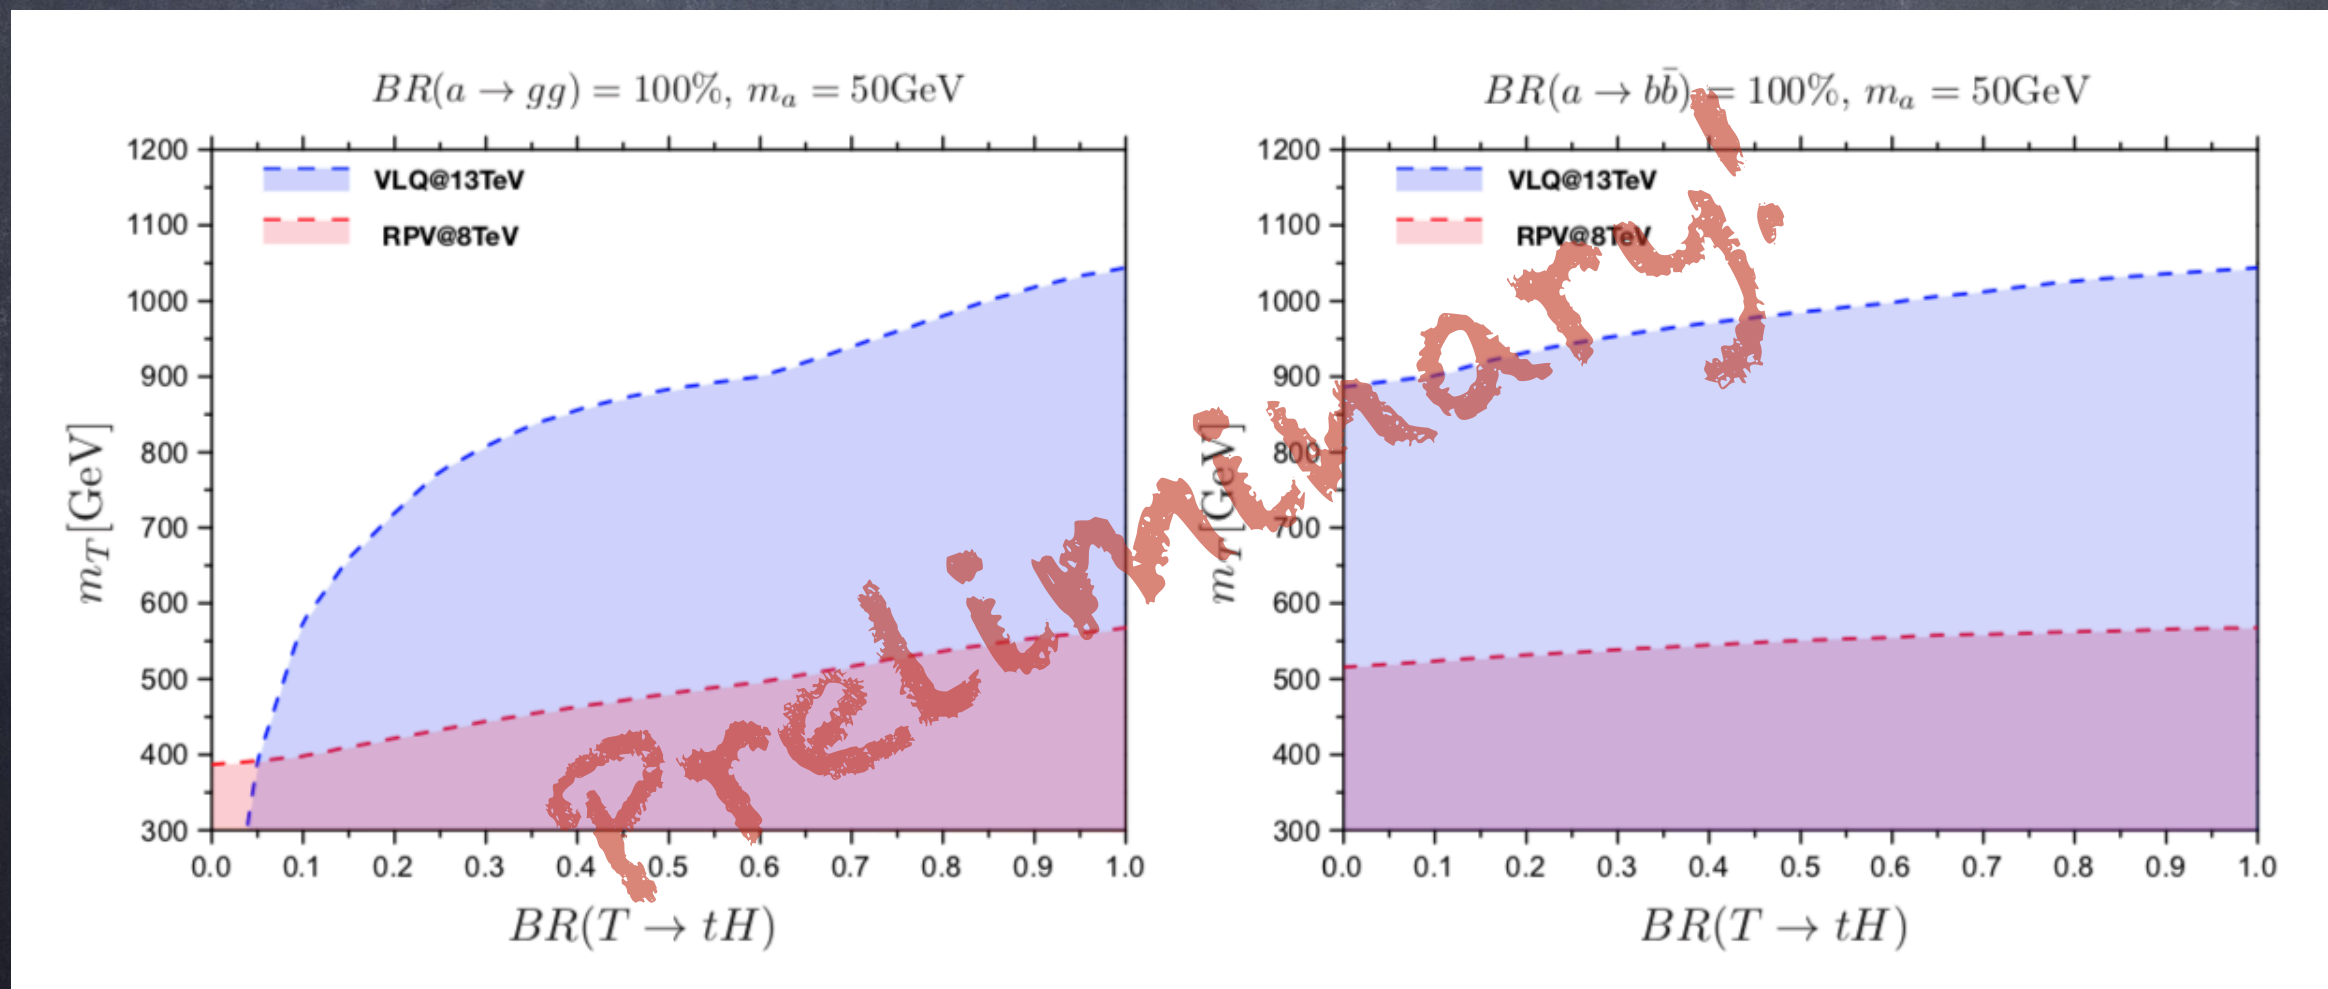 BR(a → gg) = 100%, m_a = 50GeV
1200
1100
1000
900
800
700
600
500
400
300
VLQ@13TeV
RPV@8TeV
m_T[GeV]
0.0 0.1 0.2 0.3 0.4 0.5 0.6 0.7 0.8 0.9 1.0
BR(T → tH)
BR(a → bb̄) = 100%, m_a = 50GeV
1200
1100
1000
900
800
700
600
500
400
300
VLQ@13TeV
RPV@8TeV
m_T[GeV]
0.0 0.1 0.2 0.3 0.4 0.5 0.6 0.7 0.8 0.9 1.0
BR(T → tH)
Preliminary!